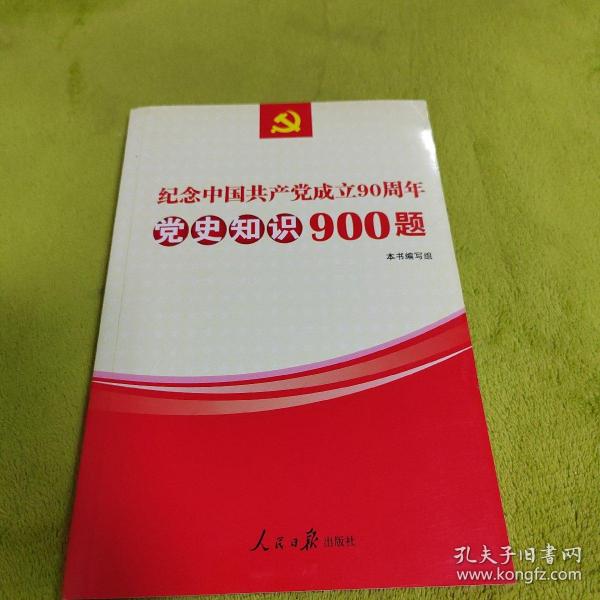 纪念中国共产党成立90周年
党史知识900题
本书编写组
人民日报出版社
孔夫子旧书网
www.kongfz.com